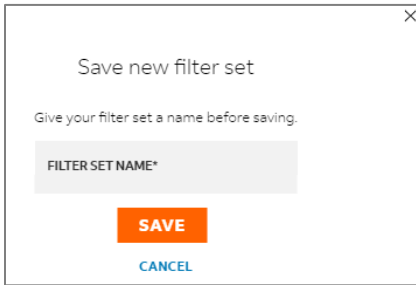 Save new filter set
Give your filter set a name before saving.
FILTER SET NAME*
SAVE
CANCEL